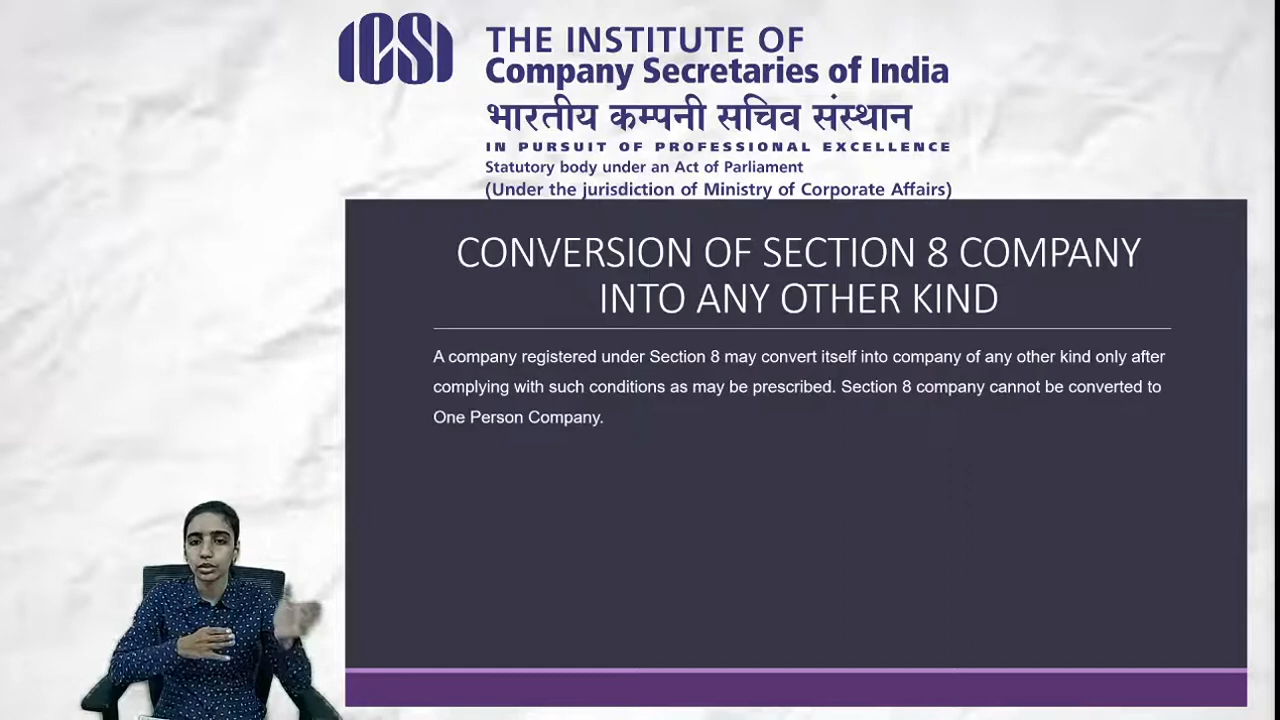 ICSI
THE INSTITUTE OF
Company Secretaries of India
भारतीय कम्पनी सचिव संस्थान
IN PURSUIT OF PROFESSIONAL EXCELLENCE
Statutory body under an Act of Parliament
(Under the jurisdiction of Ministry of Corporate Affairs)
CONVERSION OF SECTION 8 COMPANY
INTO ANY OTHER KIND
A company registered under Section 8 may convert itself into company of any other kind only after
complying with such conditions as may be prescribed. Section 8 company cannot be converted to
One Person Company.